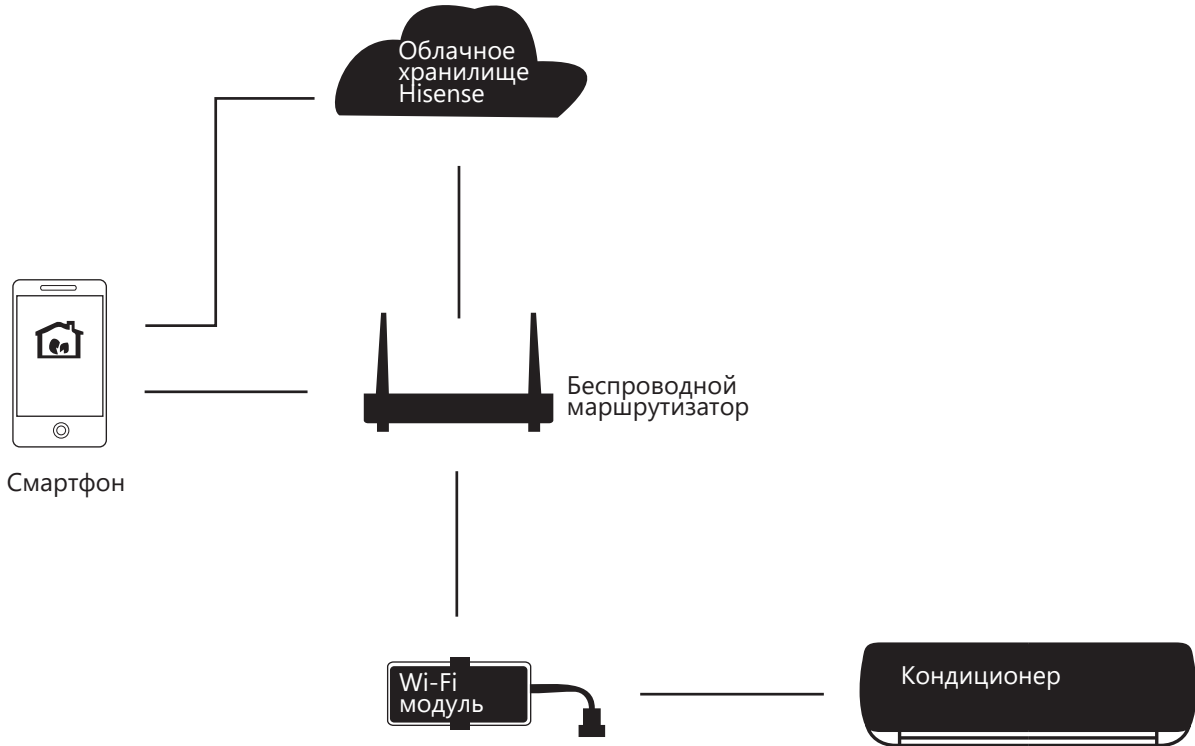 Облачное
хранилище
Hisense
Беспроводной
маршрутизатор
Смартфон
Wi-Fi
модуль
Кондиционер